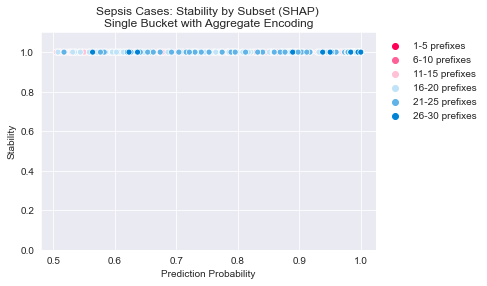 Sepsis Cases: Stability by Subset (SHAP)
Single Bucket with Aggregate Encoding
1.0
0.8
0.6
0.4
0.2
0.0
Stability
0.5 0.6 0.7 0.8 0.9 1.0
Prediction Probability
1-5 prefixes
6-10 prefixes
11-15 prefixes
16-20 prefixes
21-25 prefixes
26-30 prefixes